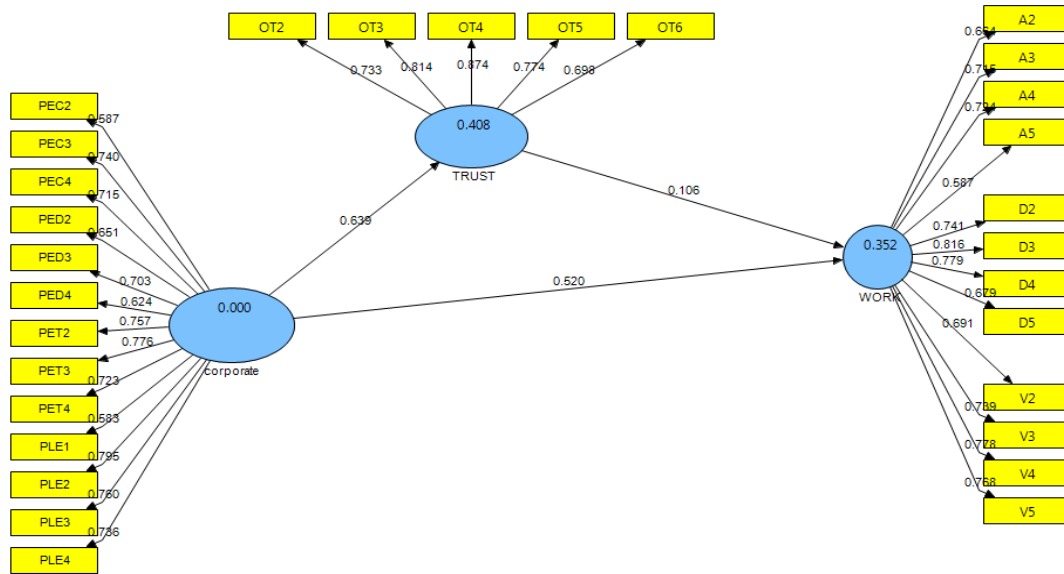 OT2
OT3
OT4
OT5
OT6
0.733
0.814
0.874
0.774
0.698
0.408
TRUST
PEC2
PEC3
PEC4
PED2
PED3
PED4
PET2
PET3
PET4
PLE1
PLE2
PLE3
PLE4
0.587
0.740
0.715
0.651
0.703
0.624
0.757
0.776
0.723
0.795
0.760
0.736
0.000
corporate
0.639
0.106
0.520
0.352
WORK
0.715
0.587
0.741
0.816
0.779
0.679
0.691
0.739
0.778
0.768
A2
A3
A4
A5
D2
D3
D4
D5
V2
V3
V4
V5